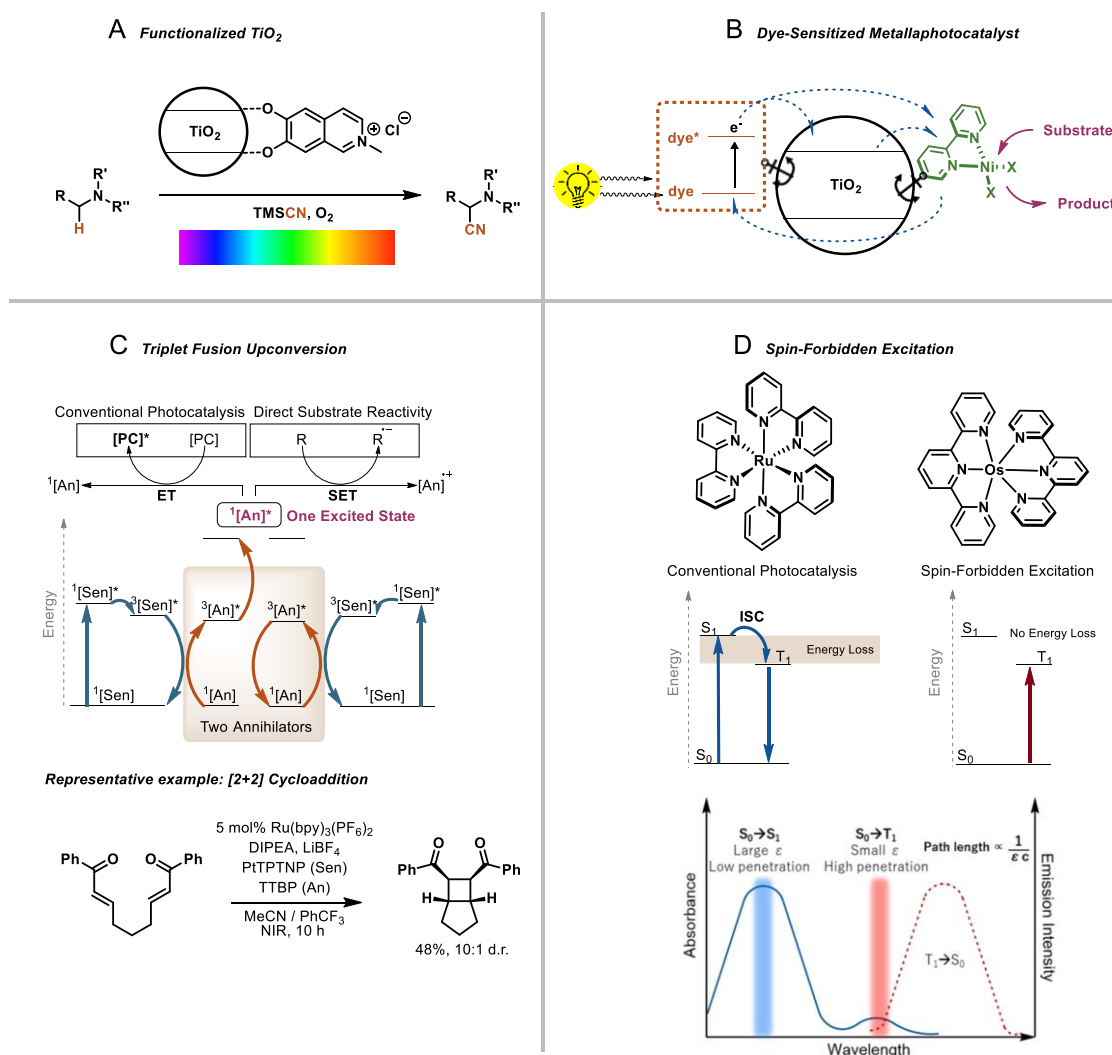 A Functionalized TiO₂
TiO₂
O
O
N
+
Cl⊖
R'
R
N
R"
H
TMSCN, O₂
R'
R
N
R"
CN
B Dye-Sensitized Metallaphotocatalyst
dye*
e-
dye
TiO₂
N
N
Ni
X
X
Substrate
Product
C Triplet Fusion Upconversion
Conventional Photocatalysis Direct Substrate Reactivity
[PC]* [PC] R R•−
¹[An] ET SET [An]•+
¹[An]* One Excited State
Energy
¹[Sen]* ³[Sen]* ³[An]* ³[An]* ³[Sen]* ¹[Sen]*
¹[Sen] ¹[An] ¹[An] ¹[Sen]
Two Annihilators
Representative example: [2+2] Cycloaddition
Ph O O Ph
5 mol% Ru(bpy)₃(PF₆)₂
DIPEA, LiBF₄
PtTPTNP (Sen)
TTBP (An)
MeCN / PhCF₃
NIR, 10 h
O O
Ph Ph
H H
48%, 10:1 d.r.
D Spin-Forbidden Excitation
N
N
N
Ru
N
N
N
N
N
N
Os
N
N
N
Conventional Photocatalysis
Spin-Forbidden Excitation
Energy
S₁
ISC
T₁
Energy Loss
S₀
Energy
S₁
No Energy Loss
T₁
S₀
Absorbance
S₀→S₁
Large ε
Low penetration
S₀→T₁
Small ε
High penetration
Path length ∝ 1/εc
T₁→S₀
Emission Intensity
Wavelength